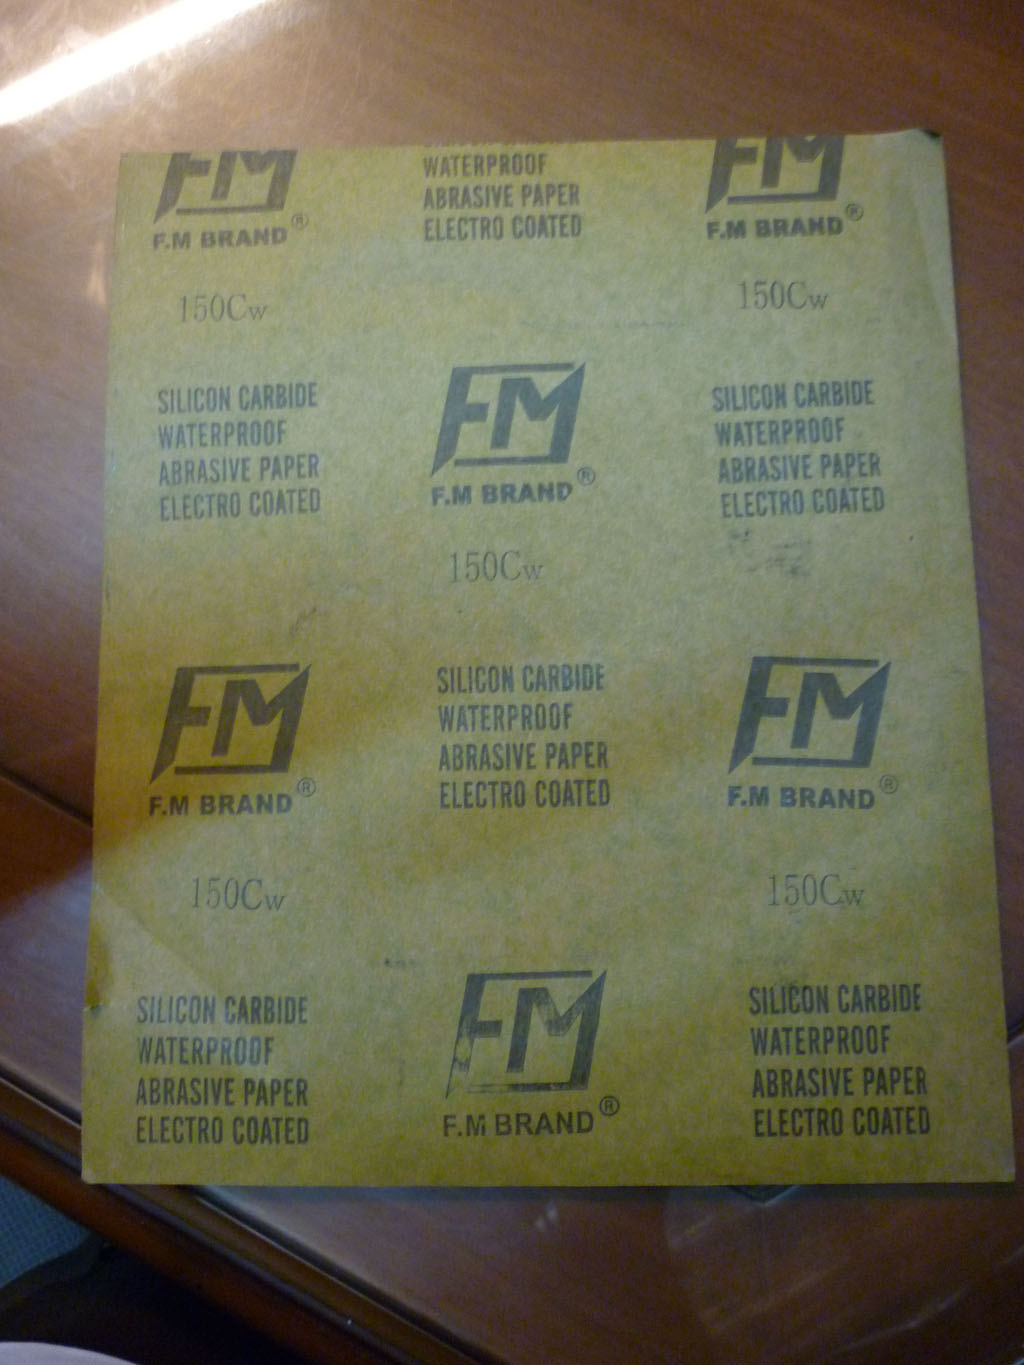 FM
F.M BRAND®
WATERPROOF
ABRASIVE PAPER
ELECTRO COATED
FM
F.M BRAND®
150Cw
150Cw
SILICON CARBIDE
WATERPROOF
ABRASIVE PAPER
ELECTRO COATED
FM
F.M BRAND®
SILICON CARBIDE
WATERPROOF
ABRASIVE PAPER
ELECTRO COATED
150Cw
FM
F.M BRAND®
SILICON CARBIDE
WATERPROOF
ABRASIVE PAPER
ELECTRO COATED
FM
F.M BRAND®
150Cw
150Cw
SILICON CARBIDE
WATERPROOF
ABRASIVE PAPER
ELECTRO COATED
FM
F.M BRAND®
SILICON CARBIDE
WATERPROOF
ABRASIVE PAPER
ELECTRO COATED